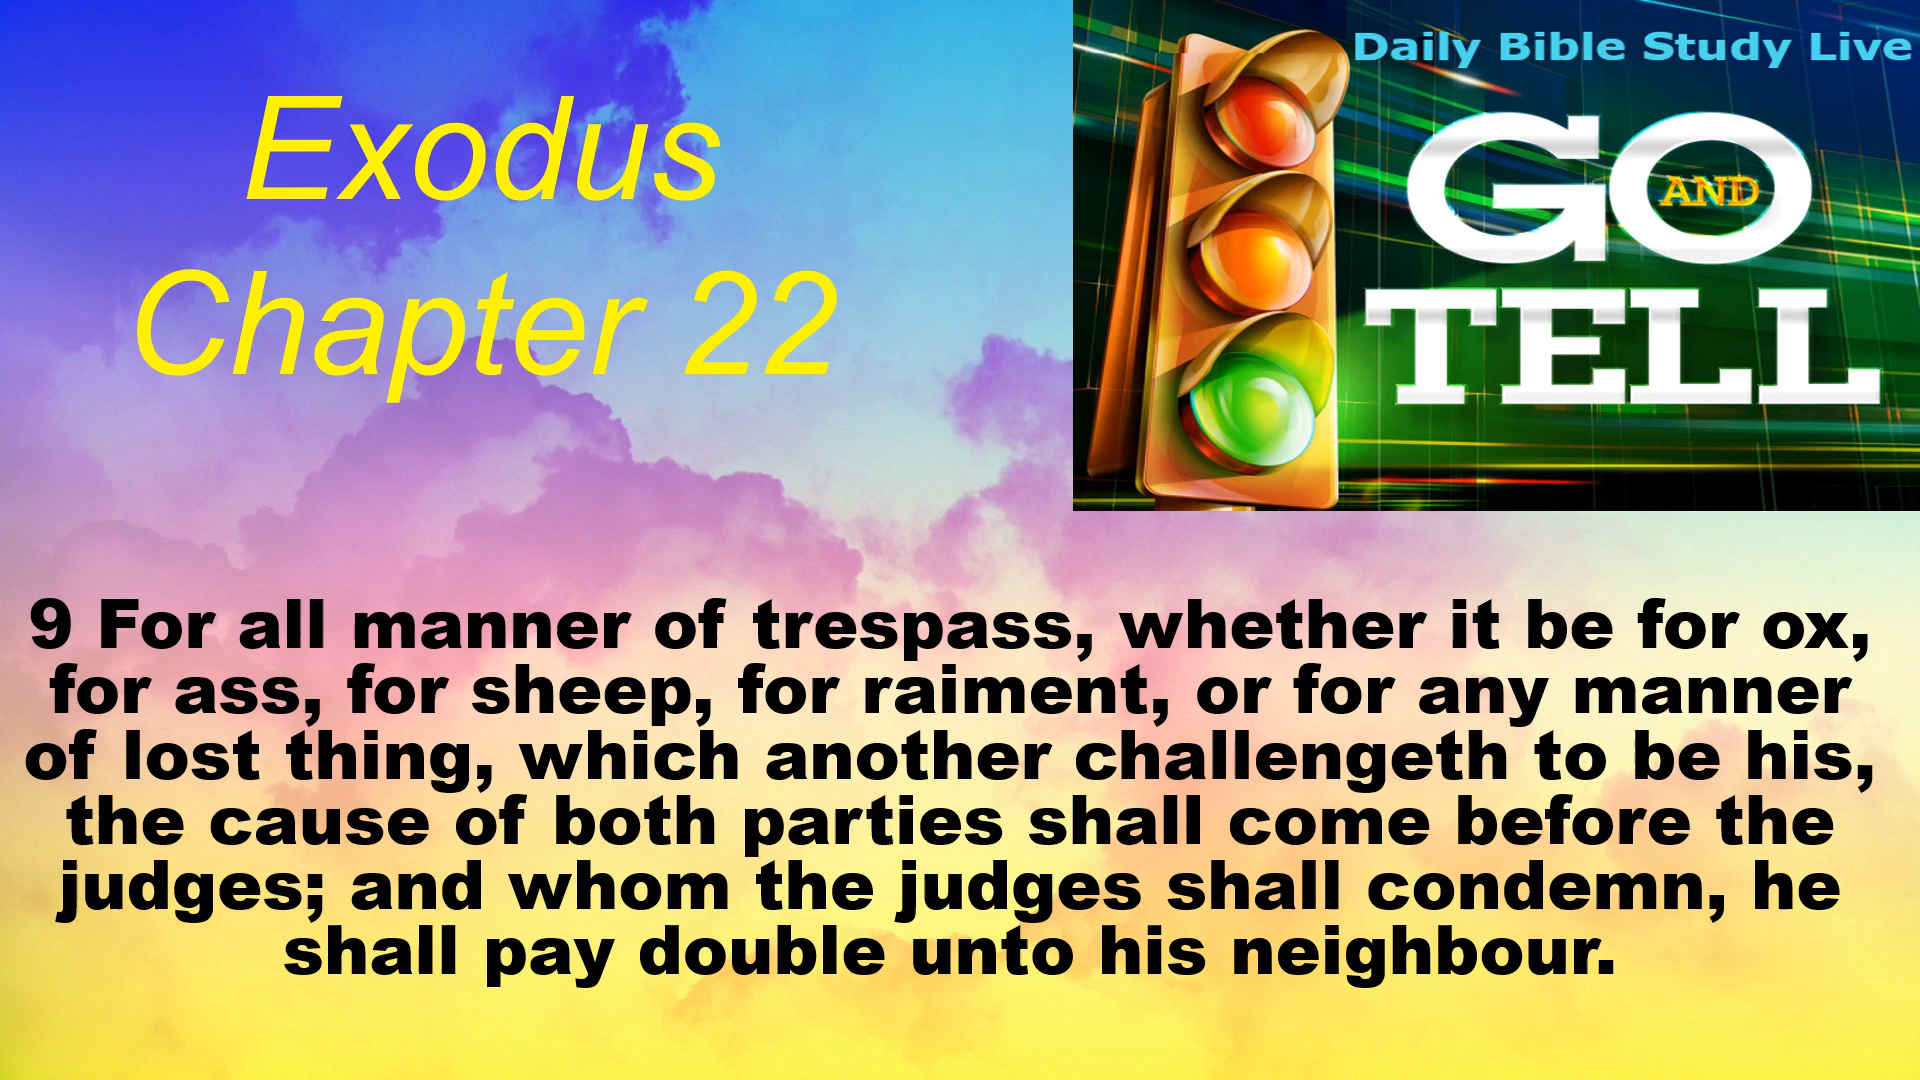 Exodus
Chapter 22
Daily Bible Study Live
GO
AND
TELL
9 For all manner of trespass, whether it be for ox,
for ass, for sheep, for raiment, or for any manner
of lost thing, which another challengeth to be his,
the cause of both parties shall come before the
judges; and whom the judges shall condemn, he
shall pay double unto his neighbour.